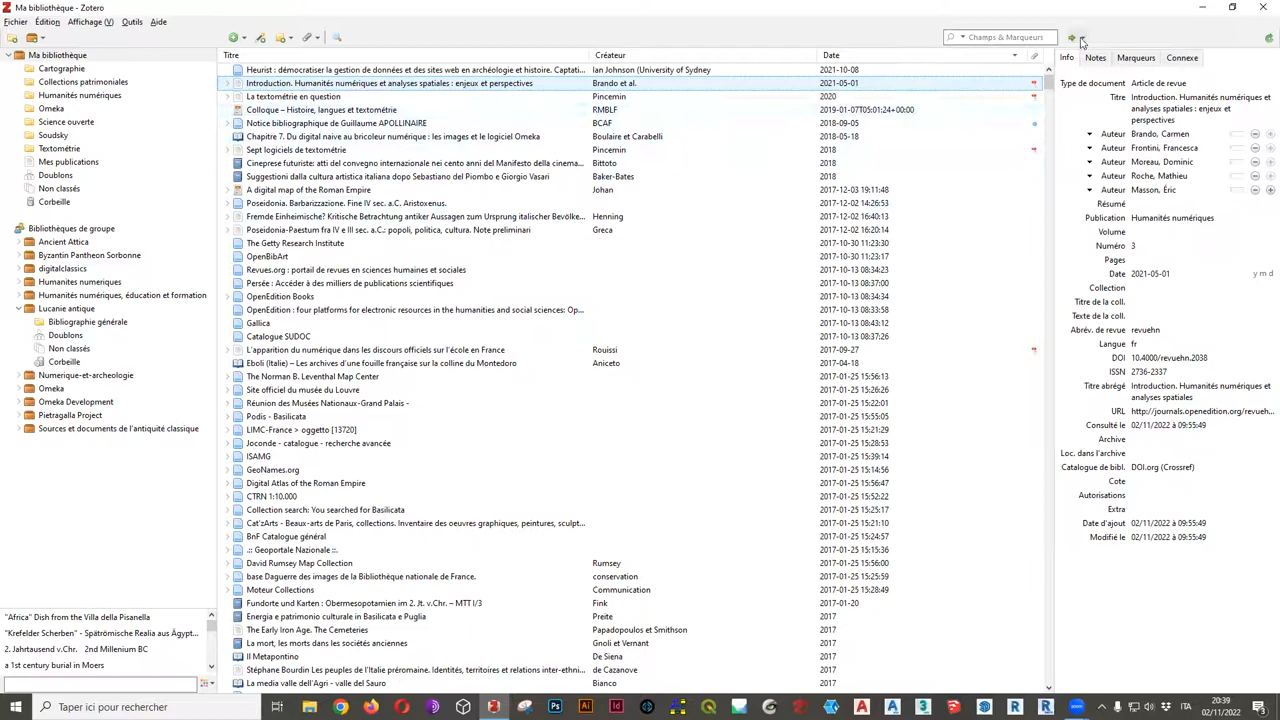 Ma bibliothèque - Zotero
Fichier Édition Affichage (V) Outils Aide
Champs & Marqueurs
Ma bibliothèque
Cartographie
Collections patrimoniales
Humanités numériques
Omeka
Science ouverte
Soudsky
Textométrie
Mes publications
Doublons
Non classés
Corbeille
Bibliothèques de groupe
Ancient Attica
Byzantin Pantheon Sorbonne
digitalclassics
Humanites numeriques
Humanités numériques, éducation et formation
Lucanie antique
Bibliographie générale
Doublons
Non classés
Corbeille
Numerique-et-archeologie
Omeka
Omeka Development
Pietragalla Project
Sources et documents de l'antiquité classique
"Africa" Dish from the Villa della Pisanella
"Krefelder Scherben" - Spätrömische Realia aus Ägypt...
2. Jahrtausend v.Chr. 2nd Millenium BC
a 1st century burial in Moers
Titre Créateur Date
Heurist : démocratiser la gestion de données et des sites web en archéologie et histoire. Captati... Ian Johnson (University of Sydney 2021-10-08
Introduction. Humanités numériques et analyses spatiales : enjeux et perspectives Brando et al. 2021-05-01
La textométrie en question Pincemin 2020
Colloque – Histoire, langues et textométrie RMBLF 2019-01-07T05:01:24+00:00
Notice bibliographique de Guillaume APOLLINAIRE BCAF 2018-09-05
Chapitre 7. Du digital naive au bricoleur numérique : les images et le logiciel Omeka Boulaire et Carabelli 2018-05-18
Sept logiciels de textométrie Pincemin 2018
Cineprese futuriste: atti del convegno internazionale nei cento anni del Manifesto della cinema... Bittoto 2018
Suggestioni dalla cultura artistica italiana dopo Sebastiano del Piombo e Giorgio Vasari Baker-Bates 2018
A digital map of the Roman Empire Johan 2017-12-03 19:11:48
Poseidonia. Barbarizzazione. Fine IV sec. a.C. Aristoxenus. 2017-12-02 14:26:53
Fremde Einheimische? Kritische Betrachtung antiker Aussagen zum Ursprung italischer Bevölke... Henning 2017-12-02 16:40:13
Poseidonia-Paestum fra IV e III sec. a.C.: popoli, politica, cultura. Note preliminari Greca 2017-12-02 16:20:14
The Getty Research Institute 2017-10-30 11:23:30
OpenBibArt 2017-10-30 11:23:17
Revues.org : portail de revues en sciences humaines et sociales 2017-10-13 08:34:23
Persée : Accéder à des milliers de publications scientifiques 2017-10-13 08:37:00
OpenEdition Books 2017-10-13 08:34:34
OpenEdition : four platforms for electronic resources in the humanities and social sciences: Op... 2017-10-13 08:33:58
Gallica 2017-10-13 08:43:12
Catalogue SUDOC 2017-10-13 08:37:26
L'apparition du numérique dans les discours officiels sur l'école en France Rouissi 2017-09-27
Eboli (Italie) – Les archives d'une fouille française sur la colline du Montedoro Aniceto 2017-04-18
The Norman B. Leventhal Map Center 2017-01-25 15:56:13
Site officiel du musée du Louvre 2017-01-25 15:26:26
Réunion des Musées Nationaux-Grand Palais - 2017-01-25 15:22:01
Podis - Basilicata 2017-01-25 15:55:05
LIMC-France > oggetto [13720] 2017-01-25 15:21:29
Joconde - catalogue - recherche avancée 2017-01-25 15:28:53
ISAMG 2017-01-25 15:39:14
GeoNames.org 2017-01-25 15:14:56
Digital Atlas of the Roman Empire 2017-01-25 15:56:47
CTRN 1:10.000 2017-01-25 15:52:22
Collection search: You searched for Basilicata 2017-01-25 15:25:17
Cat'zArts - Beaux-arts de Paris, collections. Inventaire des oeuvres graphiques, peintures, sculpt... 2017-01-25 15:21:10
BnF Catalogue général 2017-01-25 15:24:57
.:: Geoportale Nazionale ::. 2017-01-25 15:15:36
David Rumsey Map Collection Rumsey 2017-01-25 15:56:00
base Daguerre des images de la Bibliothèque nationale de France. conservation 2017-01-25 15:25:59
Moteur Collections Communication 2017-01-25 15:28:49
Fundorte und Karten : Obermesopotamien im 2. Jt. v.Chr. – MTT I/3 Fink 2017-01-20
Energia e patrimonio culturale in Basilicata e Puglia Preite 2017
The Early Iron Age. The Cemeteries Papadopoulos et Smithson 2017
La mort, les morts dans les sociétés anciennes Gnoli et Vernant 2017
Il Metapontino De Siena 2017
Stéphane Bourdin Les peuples de l'Italie préromaine. Identités, territoires et relations inter-ethni... de Cazanove 2017
La media valle dell'Agri - valle del Sauro Bianco 2017
Info Notes Marqueurs Connexe
Type de document Article de revue
Titre Introduction. Humanités numériques et
analyses spatiales : enjeux et
perspectives
Auteur Brando, Carmen
Auteur Frontini, Francesca
Auteur Moreau, Dominic
Auteur Roche, Mathieu
Auteur Masson, Éric
Résumé
Publication Humanités numériques
Volume
Numéro 3
Pages
Date 2021-05-01 y m d
Collection
Titre de la coll.
Texte de la coll.
Abrév. de revue revuehn
Langue fr
DOI 10.4000/revuehn.2038
ISSN 2736-2337
Titre abrégé Introduction. Humanités numériques et
analyses spatiales
URL http://journals.openedition.org/revue...
Consulté le 02/11/2022 à 09:55:49
Archive
Loc. dans l'archive
Catalogue de bibl. DOI.org (Crossref)
Cote
Autorisations
Extra
Date d'ajout 02/11/2022 à 09:55:49
Modifié le 02/11/2022 à 09:55:49
Taper ici pour rechercher
ITA
20:39
02/11/2022